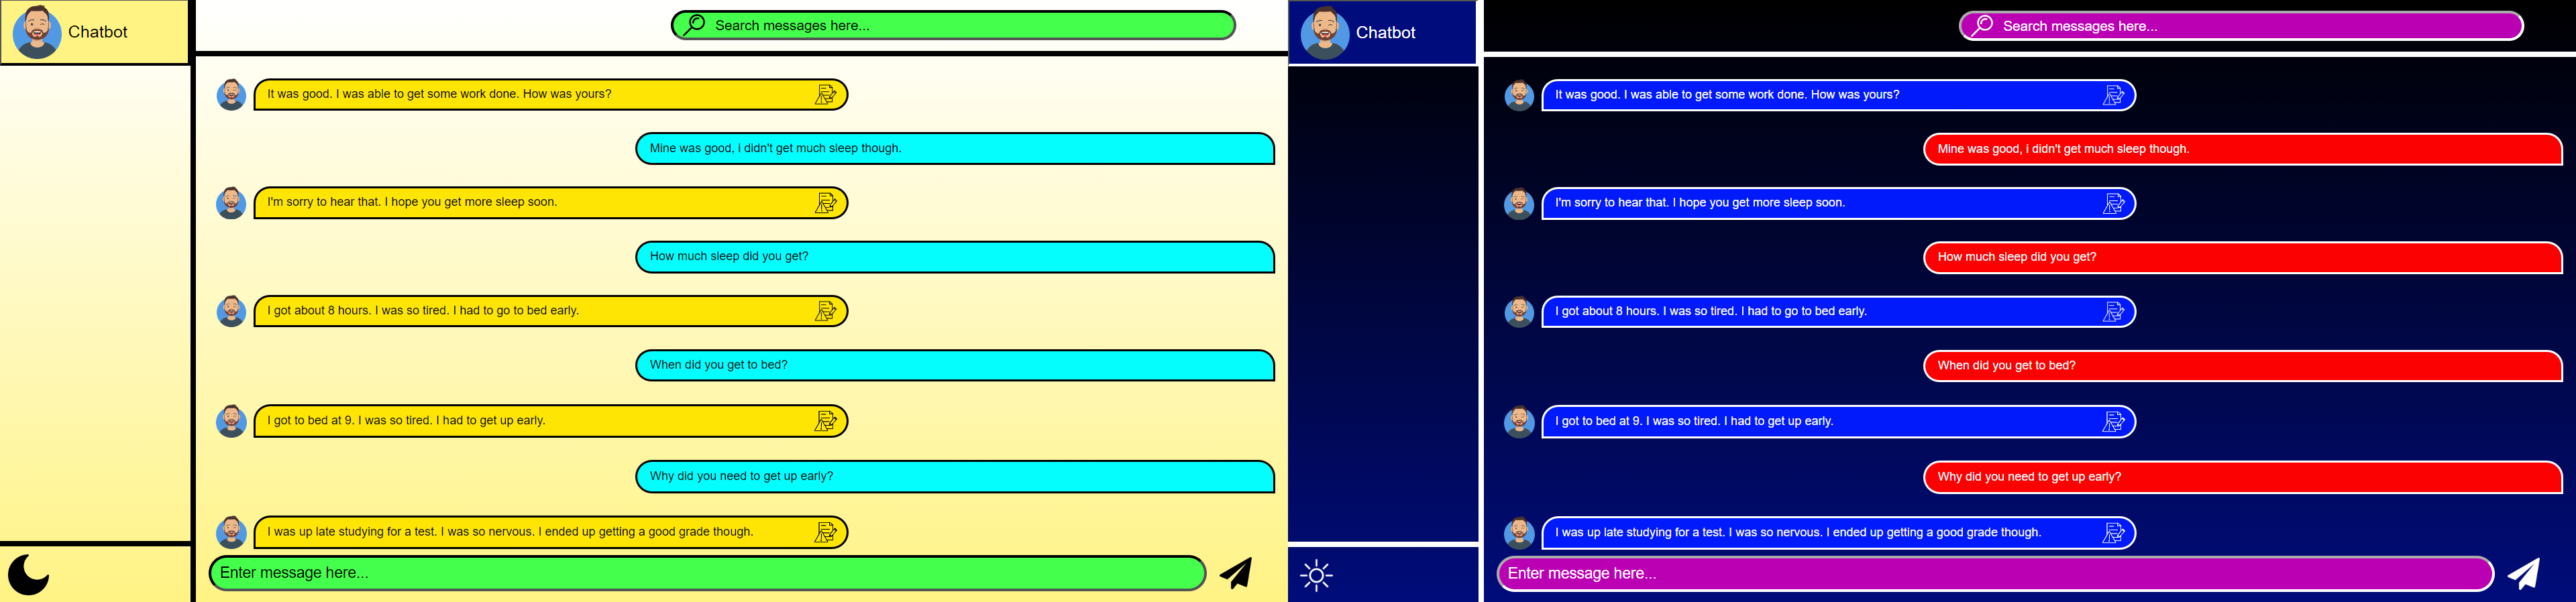 Chatbot
Search messages here...
It was good. I was able to get some work done. How was yours?
Mine was good, i didn't get much sleep though.
I'm sorry to hear that. I hope you get more sleep soon.
How much sleep did you get?
I got about 8 hours. I was so tired. I had to go to bed early.
When did you get to bed?
I got to bed at 9. I was so tired. I had to get up early.
Why did you need to get up early?
I was up late studying for a test. I was so nervous. I ended up getting a good grade though.
Enter message here...
Chatbot
Search messages here...
It was good. I was able to get some work done. How was yours?
Mine was good, i didn't get much sleep though.
I'm sorry to hear that. I hope you get more sleep soon.
How much sleep did you get?
I got about 8 hours. I was so tired. I had to go to bed early.
When did you get to bed?
I got to bed at 9. I was so tired. I had to get up early.
Why did you need to get up early?
I was up late studying for a test. I was so nervous. I ended up getting a good grade though.
Enter message here...